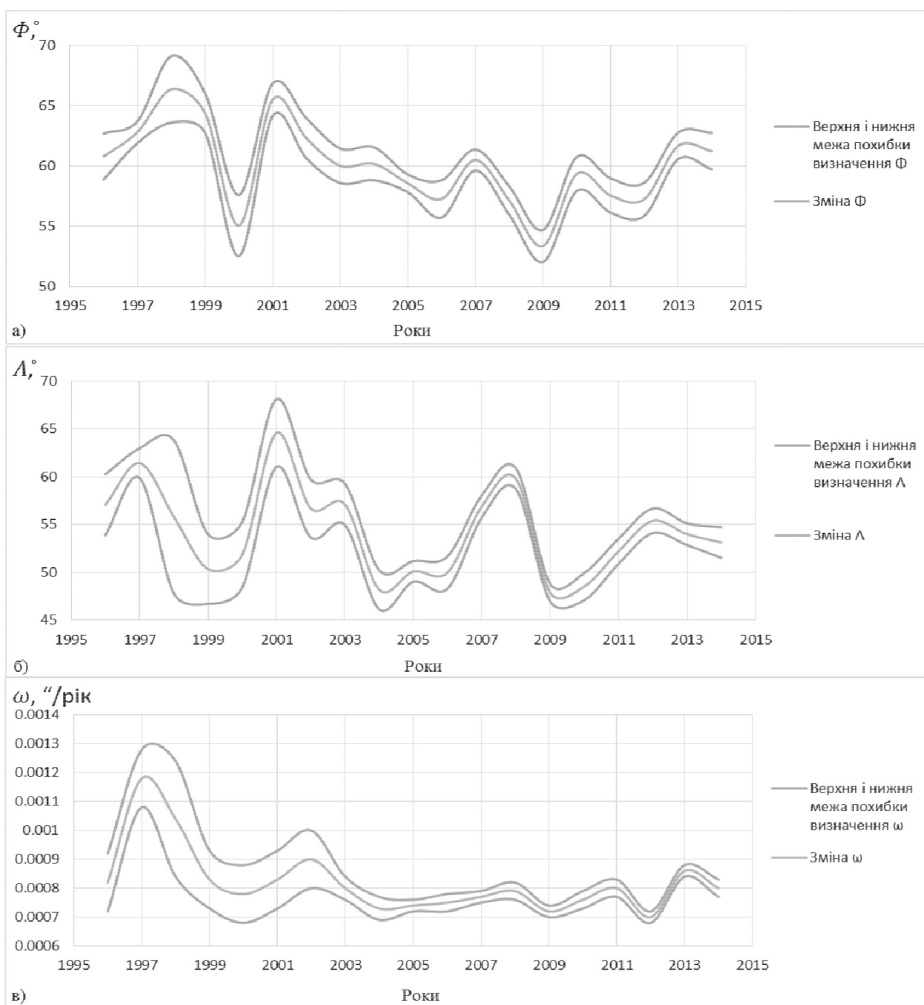 Φ,°
70
65
60
55
50
1995 1997 1999 2001 2003 2005 2007 2009 2011 2013 2015
Роки
а)
Верхня і нижня
межа похибки
визначення Φ
Зміна Φ
Λ,°
70
65
60
55
50
45
1995 1997 1999 2001 2003 2005 2007 2009 2011 2013 2015
Роки
б)
Верхня і нижня
межа похибки
визначення Λ
Зміна Λ
ω, ″/рік
0.0014
0.0013
0.0012
0.0011
0.001
0.0009
0.0008
0.0007
0.0006
1995 1997 1999 2001 2003 2005 2007 2009 2011 2013 2015
Роки
в)
Верхня і нижня
межа похибки
визначення ω
Зміна ω